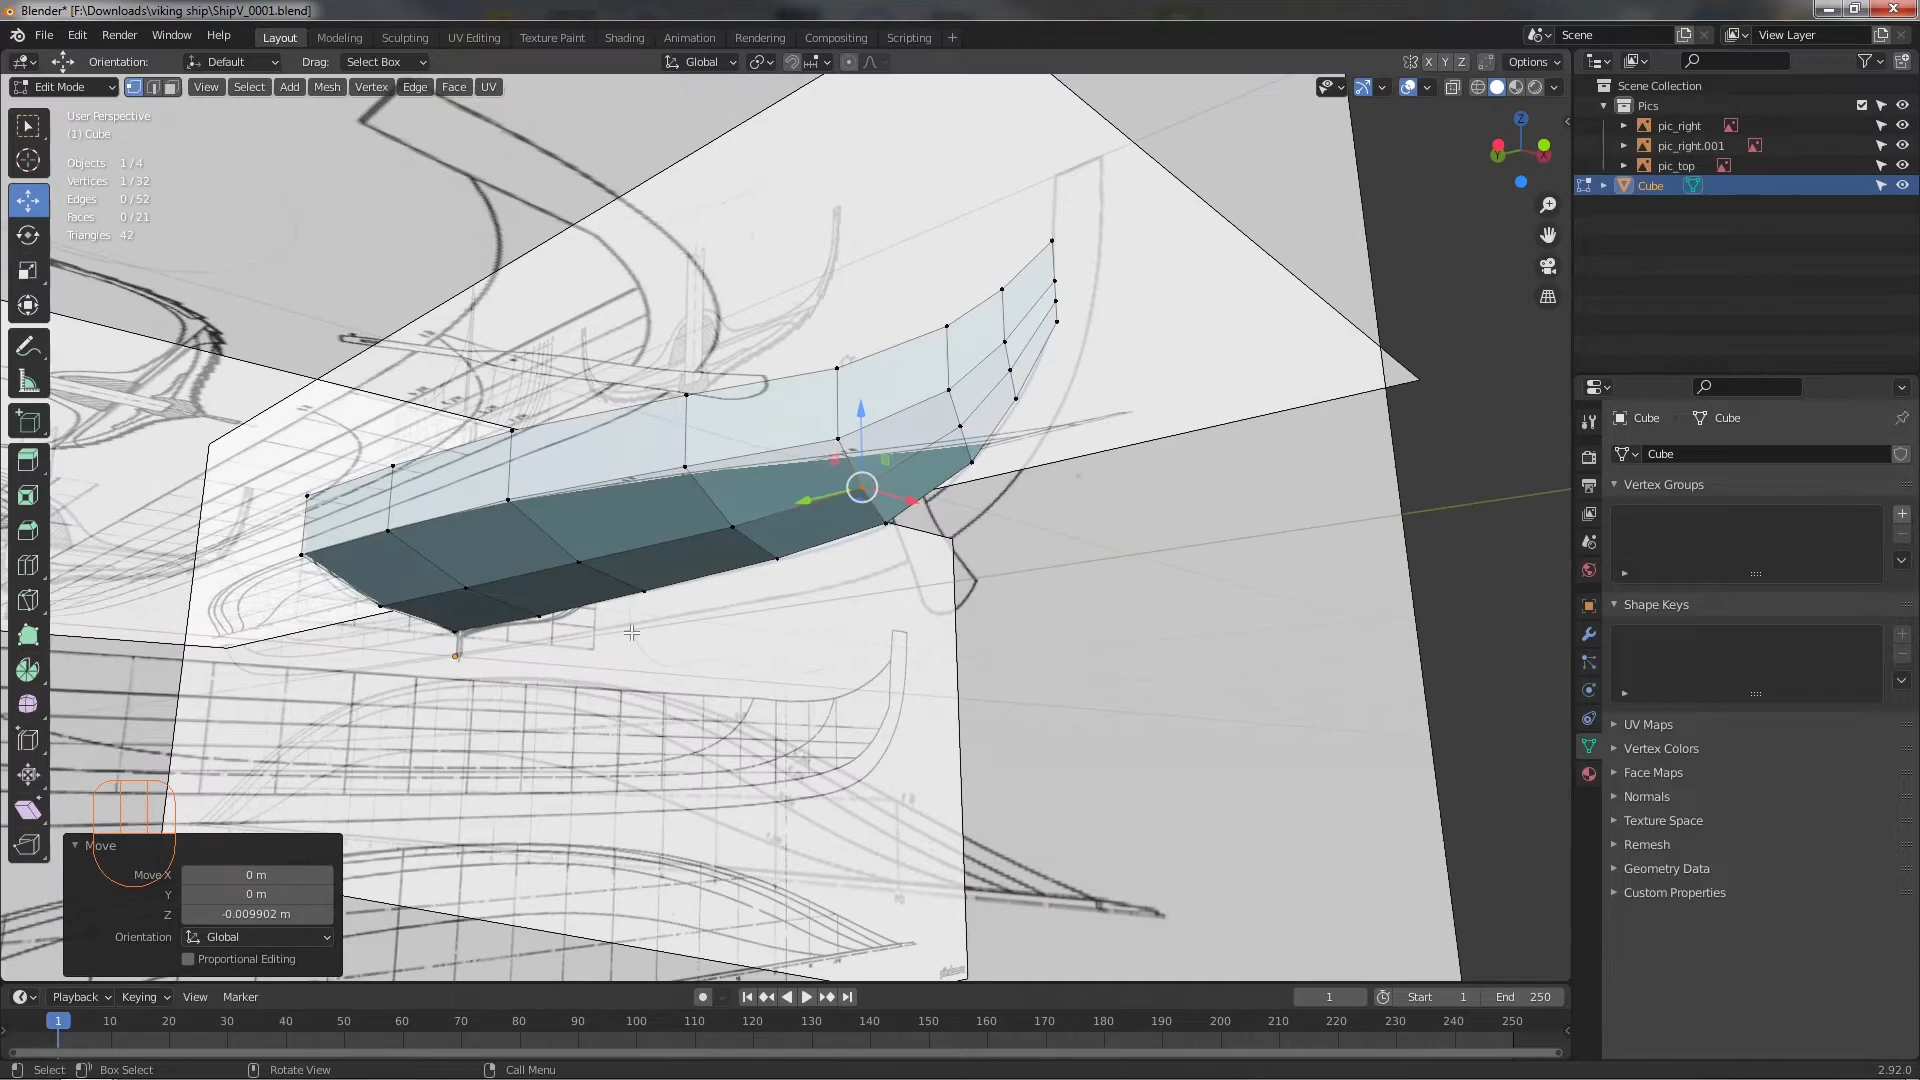 Blender* [F:\Downloads\viking ship\ShipV_0001.blend]
File Edit Render Window Help Layout Modeling Sculpting UV Editing Texture Paint Shading Animation Rendering Compositing Scripting + Scene View Layer
Orientation: Default Drag: Select Box Global X Y Z Options
Edit Mode View Select Add Mesh Vertex Edge Face UV
User Perspective
(1) Cube
Objects 1/4
Vertices 1/32
Edges 0/52
Faces 0/21
Triangles 42
Z
Scene Collection
Pics
pic_right
pic_right.001
pic_top
Cube
Cube Cube
Cube
Vertex Groups
Shape Keys
UV Maps
Vertex Colors
Face Maps
Normals
Texture Space
Remesh
Geometry Data
Custom Properties
Move
Move X 0 m
Y 0 m
Z -0.009902 m
Orientation Global
Proportional Editing
Playback Keying View Marker 1 Start 1 End 250
1 10 20 30 40 50 60 70 80 90 100 110 120 130 140 150 160 170 180 190 200 210 220 230 240 250
Select Box Select Rotate View Call Menu 2.92.0